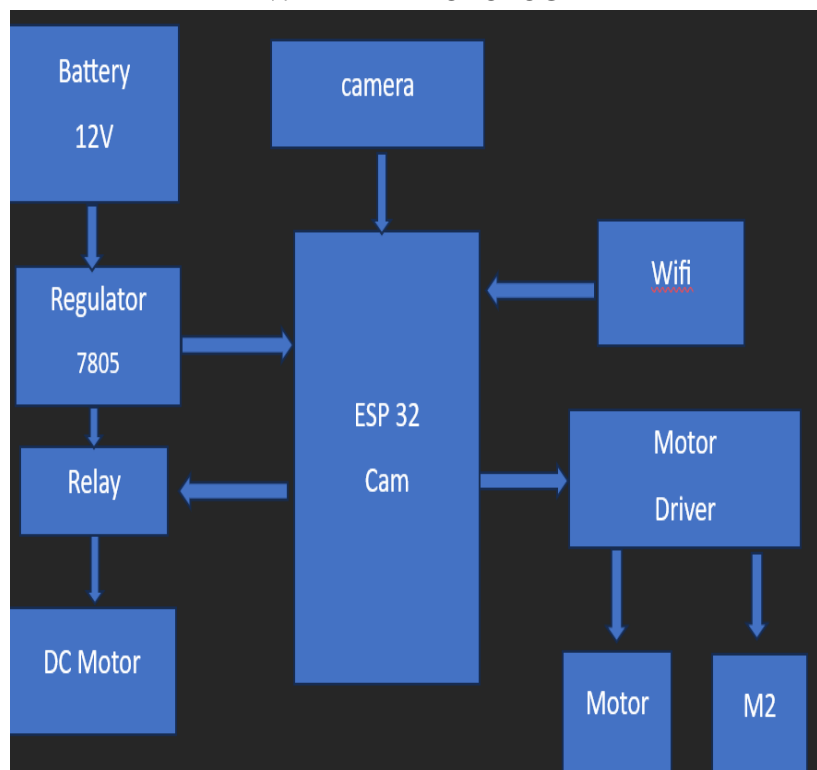 Battery
12V
camera
Wifi
Regulator
7805
ESP 32
Cam
Motor
Driver
Relay
DC Motor
Motor
M2